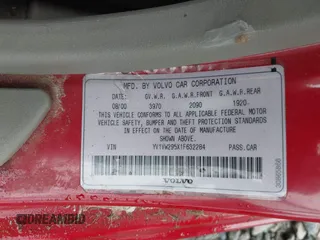 MFD. BY VOLVO CAR CORPORATION
DATE: G.V.W.R. G.A.W.R.FRONT G.A.W.R.REAR
08/00 3970 2090 1920
THIS VEHICLE CONFORMS TO ALL APPLICABLE FEDERAL MOTOR
VEHICLE SAFETY, BUMPER AND THEFT PREVENTION STANDARDS
IN EFFECT ON THE DATE OF MANUFACTURE
SHOWN ABOVE.
VIN YV1VW295X1F652284 PASS.CAR
VOLVO
DREAMBID